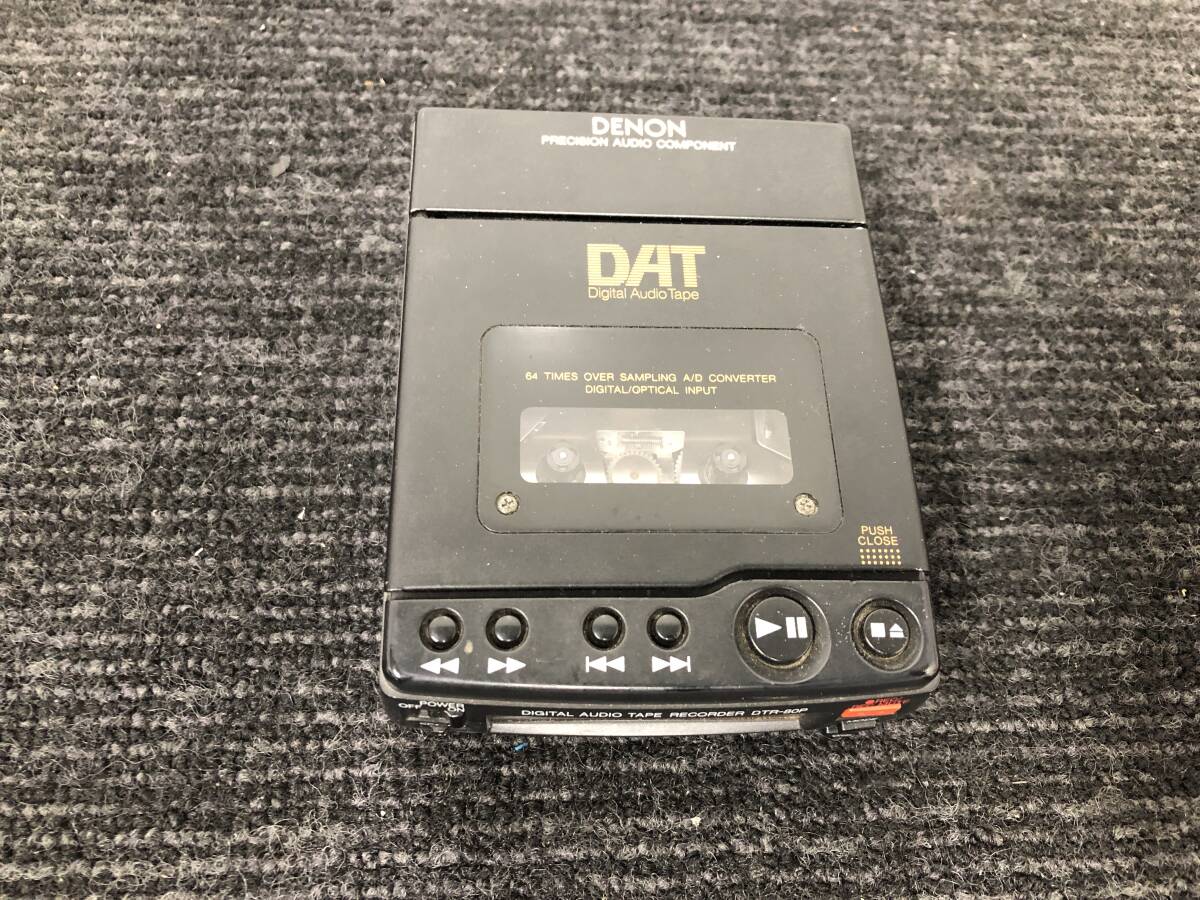 DENON
PRECISION AUDIO COMPONENT
DAT
Digital Audio Tape
64 TIMES OVER SAMPLING A/D CONVERTER
DIGITAL/OPTICAL INPUT
PUSH
CLOSE
POWER
OFF
DIGITAL AUDIO TAPE RECORDER DTR-80P